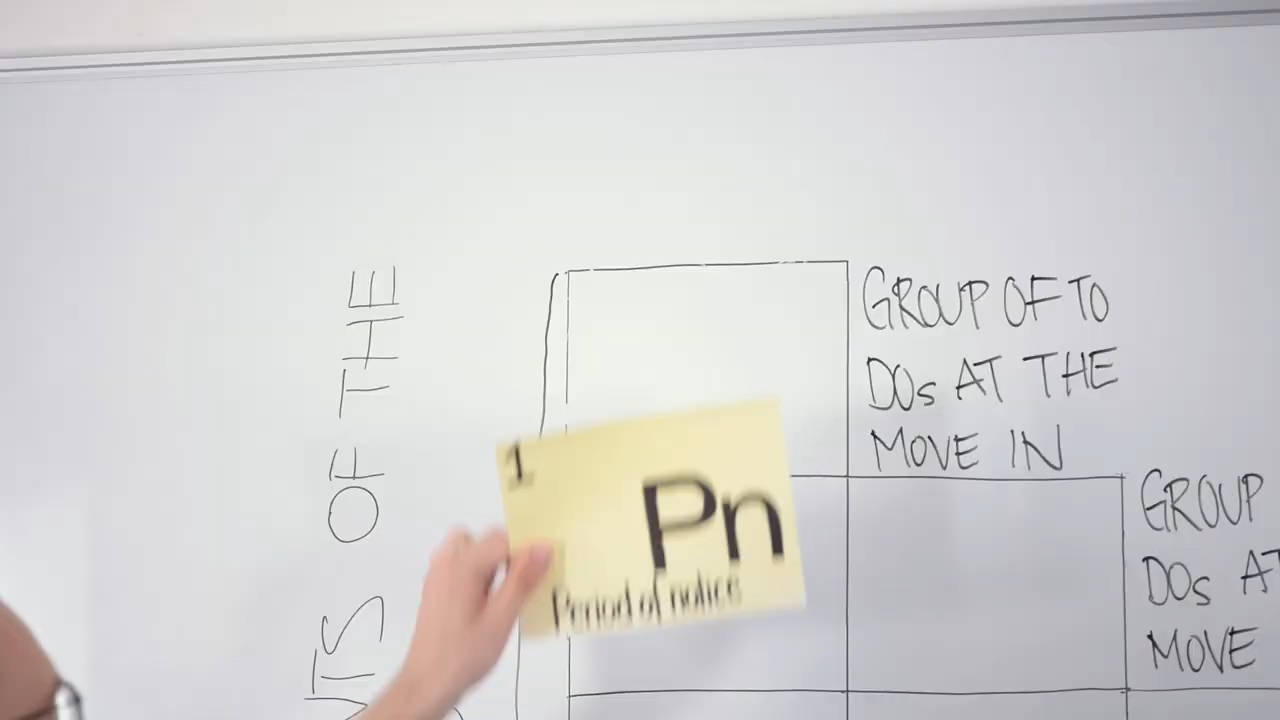 GROUP OF TO
DOs AT THE
MOVE IN
1
Pn
Period of notice
GROUP
DOs AT
MOVE
OF THE